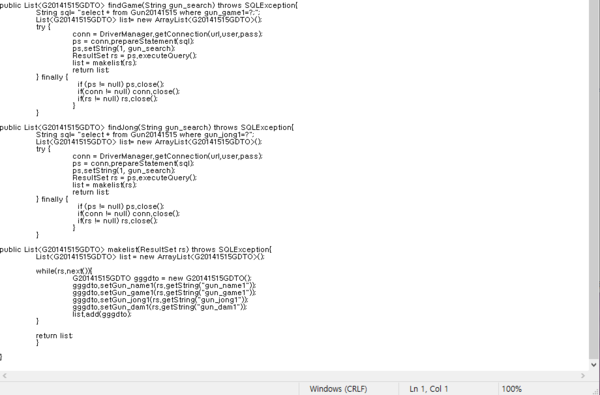 public List<G20141515GDTO> findGame(String gun_search) throws SQLException{
String sql= "select * from Gun20141515 where gun_game1=?;";
List<G20141515GDTO> list= new ArrayList<G20141515GDTO>();
try {
conn = DriverManager.getConnection(url,user,pass);
ps = conn.prepareStatement(sql);
ps.setString(1, gun_search);
ResultSet rs = ps.executeQuery();
list = makelist(rs);
return list;
} finally {
if (ps != null) ps.close();
if(conn != null) conn.close();
if(rs != null) rs.close();
}
}
public List<G20141515GDTO> findJong(String gun_search) throws SQLException{
String sql= "select * from Gun20141515 where gun_jong1=?";
List<G20141515GDTO> list= new ArrayList<G20141515GDTO>();
try {
conn = DriverManager.getConnection(url,user,pass);
ps = conn.prepareStatement(sql);
ps.setString(1, gun_search);
ResultSet rs = ps.executeQuery();
list = makelist(rs);
return list;
} finally {
if (ps != null) ps.close();
if(conn != null) conn.close();
if(rs != null) rs.close();
}
}
public List<G20141515GDTO> makelist(ResultSet rs) throws SQLException{
List<G20141515GDTO> list = new ArrayList<G20141515GDTO>();
while(rs.next()){
G20141515GDTO gggdto = new G20141515GDTO();
gggdto.setGun_name1(rs.getString("gun_name1"));
gggdto.setGun_game1(rs.getString("gun_game1"));
gggdto.setGun_jong1(rs.getString("gun_jong1"));
gggdto.setGun_dam1(rs.getString("gun_dam1"));
list.add(gggdto);
}
return list;
}
}
Windows (CRLF) Ln 1, Col 1 100%